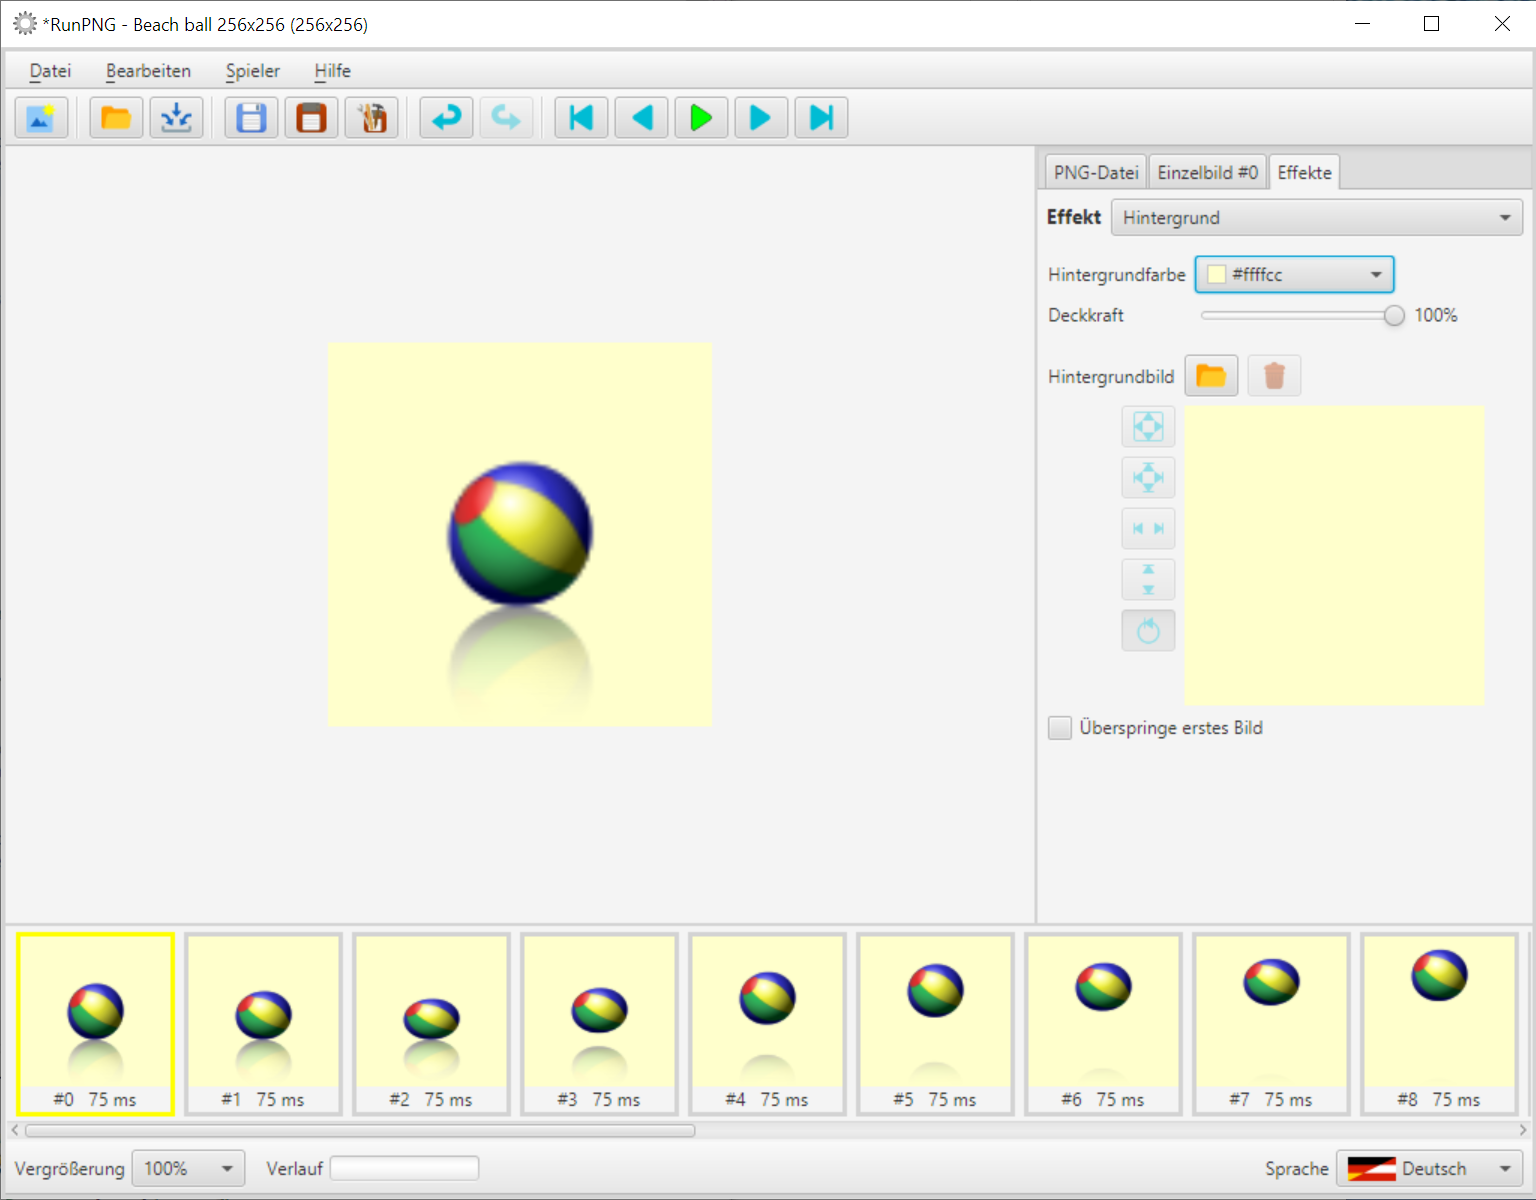 *RunPNG - Beach ball 256x256 (256x256)
Datei Bearbeiten Spieler Hilfe
PNG-Datei Einzelbild #0 Effekte
Effekt Hintergrund
Hintergrundfarbe #ffffcc
Deckkraft 100%
Hintergrundbild
Überspringe erstes Bild
#0 75 ms #1 75 ms #2 75 ms #3 75 ms #4 75 ms #5 75 ms #6 75 ms #7 75 ms #8 75 ms
Vergrößerung 100% Verlauf Sprache Deutsch